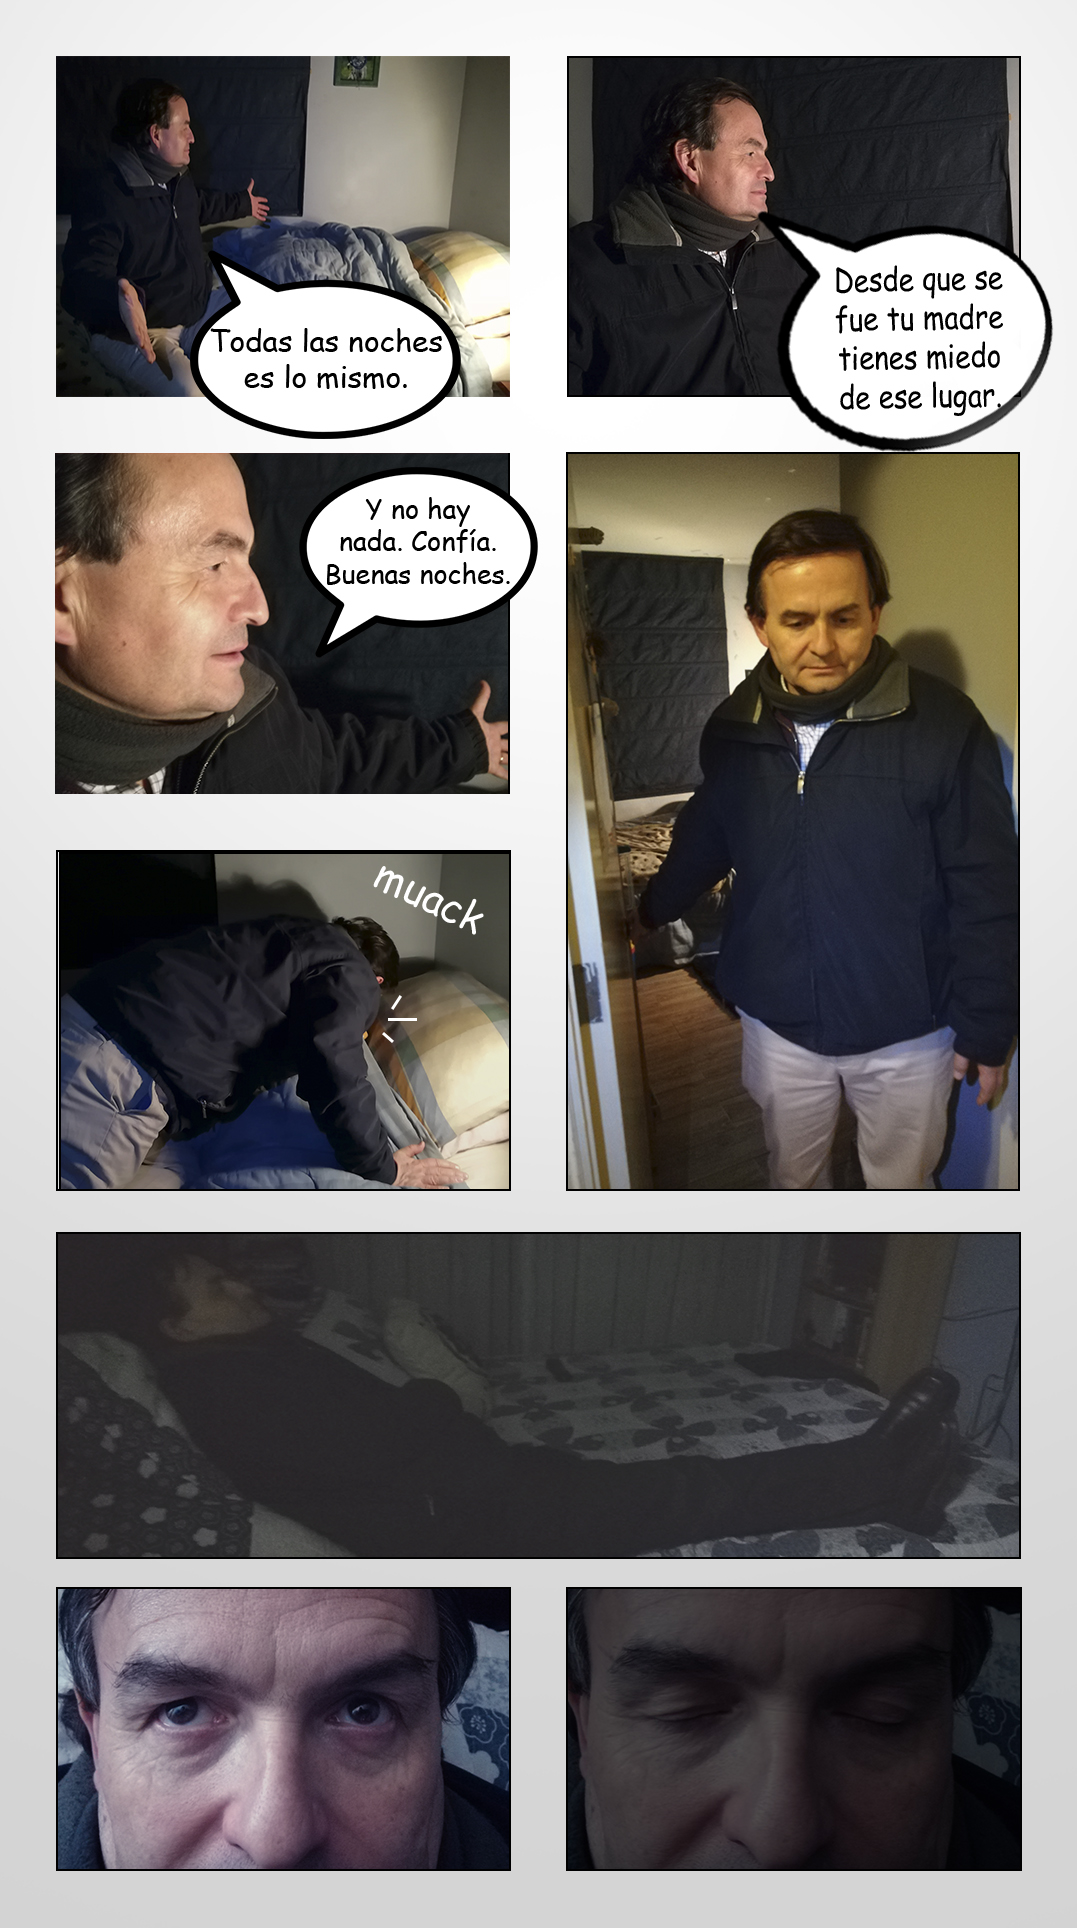 Todas las noches
es lo mismo.
Desde que se
fue tu madre
tienes miedo
de ese lugar.
Y no hay
nada. Confía.
Buenas noches.
muack